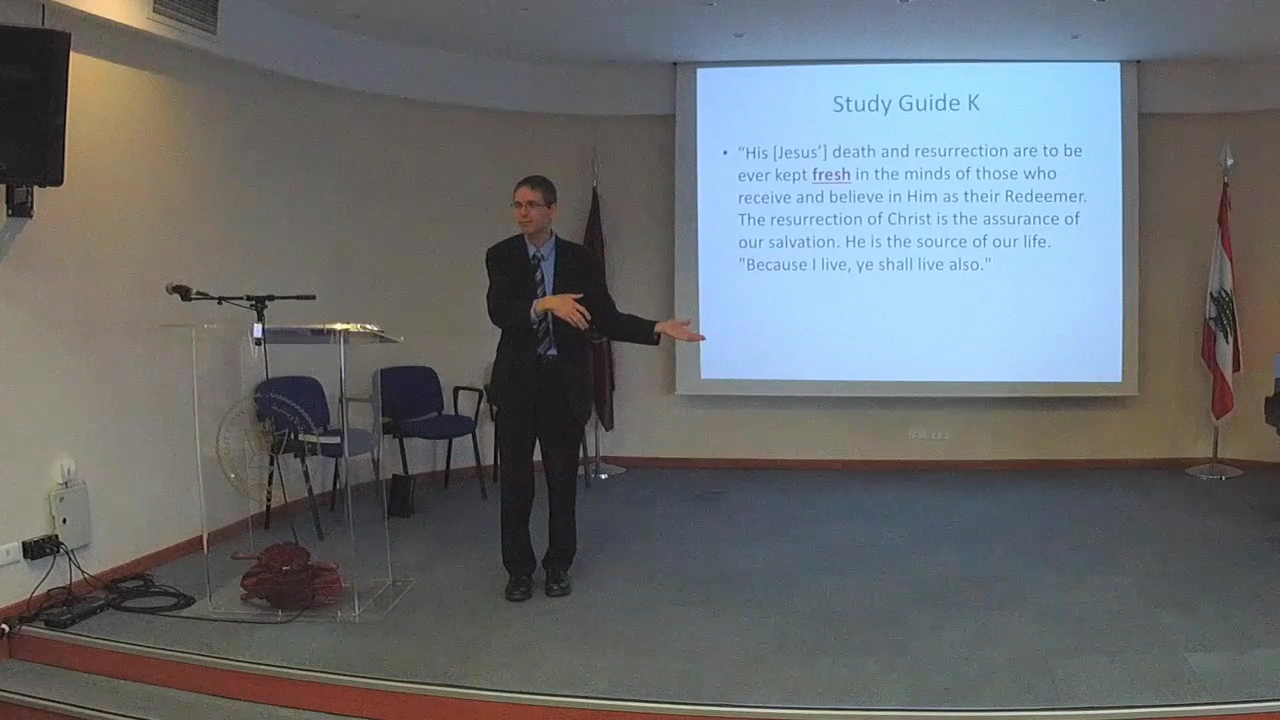 Study Guide K
• “His [Jesus’] death and resurrection are to be
ever kept fresh in the minds of those who
receive and believe in Him as their Redeemer.
The resurrection of Christ is the assurance of
our salvation. He is the source of our life.
"Because I live, ye shall live also."